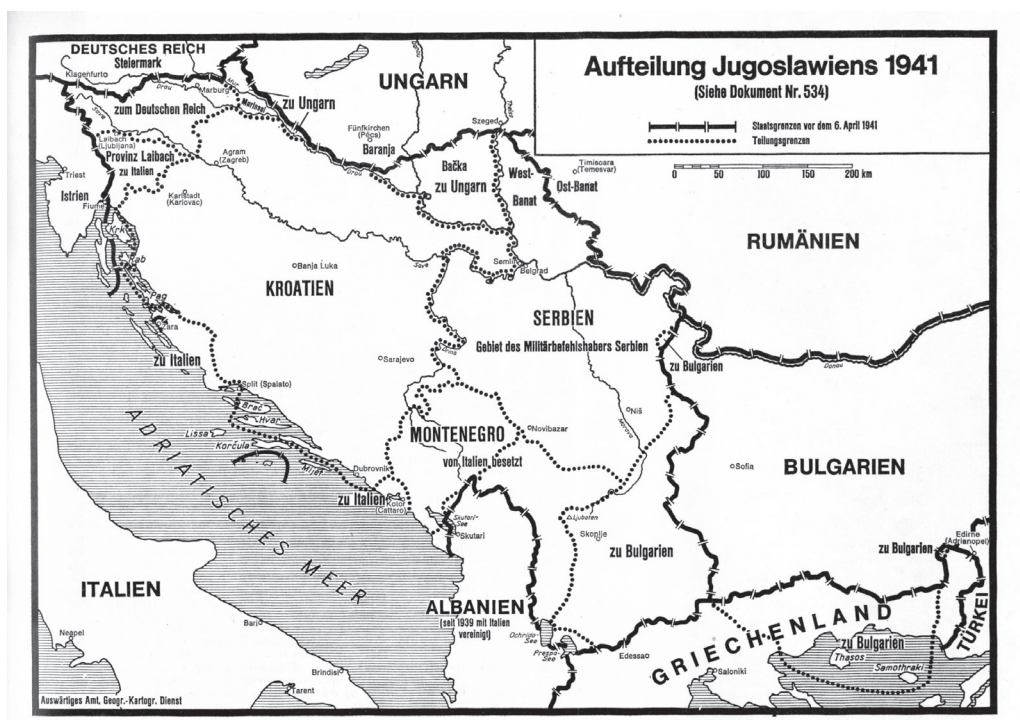 DEUTSCHES REICH
Steiermark
Klagenfurt
Drau
Marburg
Mur
Murinsel
zum Deutschen Reich
zu Ungarn
UNGARN
Aufteilung Jugoslawiens 1941
(Siehe Dokument Nr. 534)
Staatsgrenzen vor dem 6. April 1941
Teilungsgrenzen
0 50 100 150 200 km
Theiß
Szeged
Fünfkirchen
(Pécs)
Baranja
Drau
Save
Laibach
(Ljubljana)
Provinz Laibach
zu Italien
Agram
(Zagreb)
Triest
Istrien
Fiume
Karlstadt
(Karlovac)
Bačka
zu Ungarn
West-
Banat
Timisoara
(Temesvar)
Ost-Banat
RUMÄNIEN
Krk
Rab
Pag
Zara
Banja Luka
Save
Semlin
Belgrad
KROATIEN
SERBIEN
Gebiet des Militärbefehlshabers Serbien
Drina
zu Bulgarien
Donau
zu Italien
Sarajevo
Split (Spalato)
Brač
Hvar
Lissa
Korčula
Mljet
Niš
Morava
Novibazar
MONTENEGRO
von Italien besetzt
Dubrovnik
zu Italien
Kotor
(Cattaro)
Sofia
BULGARIEN
ADRIATISCHES MEER
Skutari-
See
Skutari
Ljuboten
Skoplje
zu Bulgarien
zu Bulgarien
Edirne
(Adrianopel)
ITALIEN
ALBANIEN
(seit 1939 mit Italien
vereinigt)
Ochrida-
See
Prespa-
See
Edessa
GRIECHENLAND
Saloniki
zu Bulgarien
Thasos
Samothraki
TÜRKEI
Neapel
Bari
Brindisi
Tarent
Auswärtiges Amt, Geogr.-Kartogr. Dienst